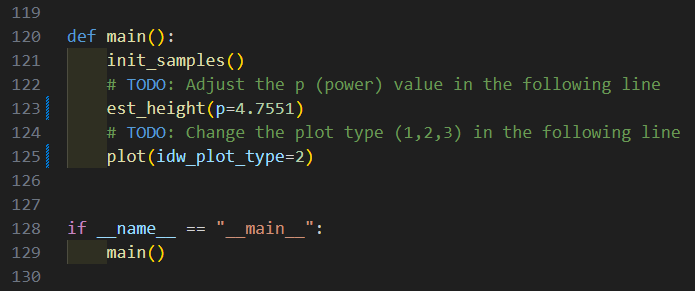 119
120 def main():
121     init_samples()
122     # TODO: Adjust the p (power) value in the following line
123     est_height(p=4.7551)
124     # TODO: Change the plot type (1,2,3) in the following line
125     plot(idw_plot_type=2)
126
127
128 if __name__ == "__main__":
129     main()
130